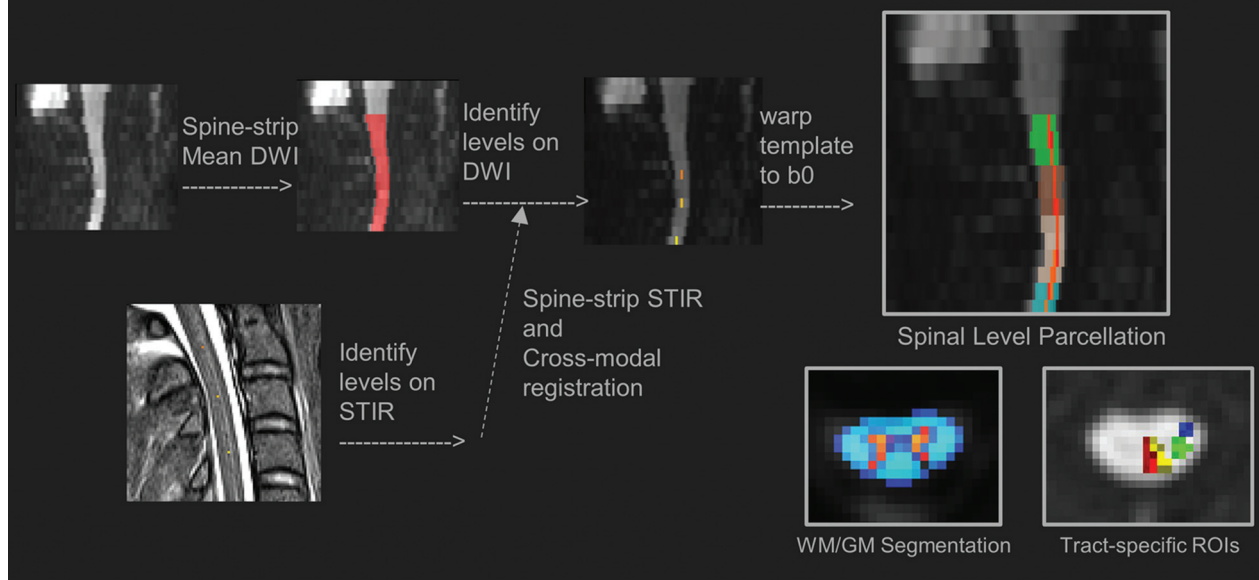 Spine-strip
Mean DWI
Identify
levels on
DWI
warp
template
to b0
Identify
levels on
STIR
Spine-strip STIR
and
Cross-modal
registration
Spinal Level Parcellation
WM/GM Segmentation
Tract-specific ROIs